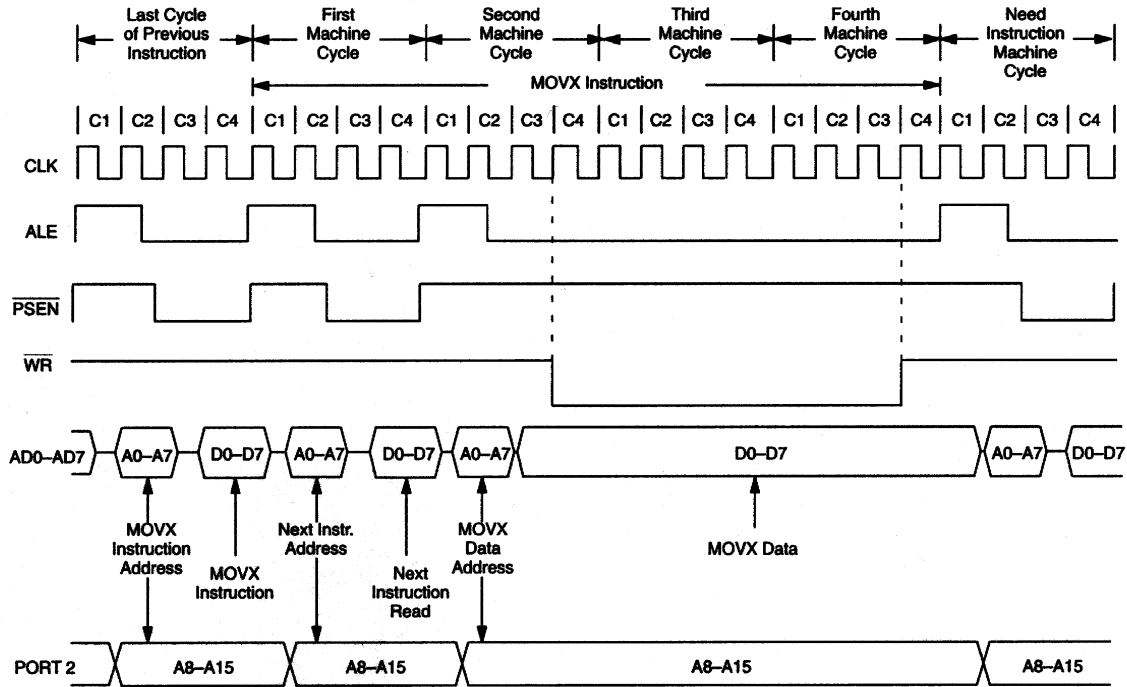 Last Cycle of Previous Instruction
First Machine Cycle
Second Machine Cycle
Third Machine Cycle
Fourth Machine Cycle
Need Instruction Machine Cycle
MOVX Instruction
C1 C2 C3 C4 C1 C2 C3 C4 C1 C2 C3 C4 C1 C2 C3 C4 C1 C2 C3 C4 C1 C2 C3 C4
CLK
ALE
PSEN
WR
AD0–AD7 A0–A7 D0–D7 A0–A7 D0–D7 A0–A7 D0–D7 A0–A7 D0–D7
MOVX Instruction Address
MOVX Instruction
Next Instr. Address
Next Instruction Read
MOVX Data Address
MOVX Data
PORT 2 A8–A15 A8–A15 A8–A15 A8–A15